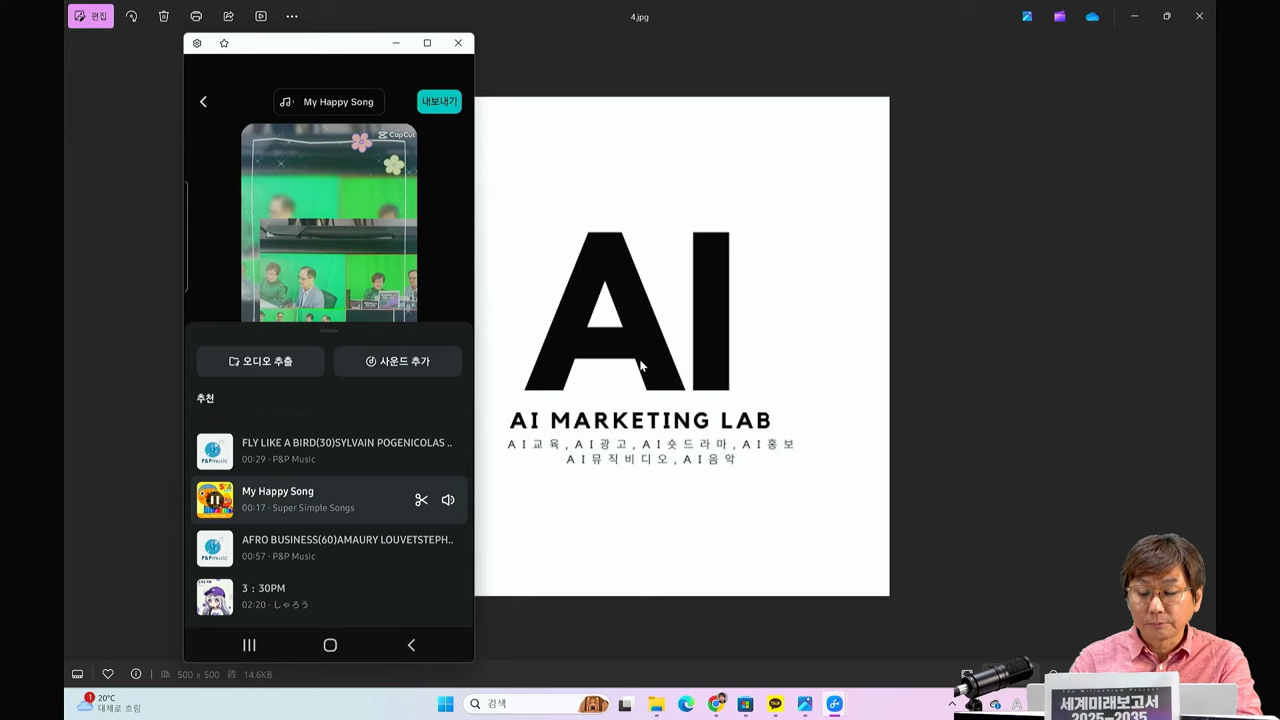 편집
4.jpg
My Happy Song
내보내기
CapCut
오디오 추출
사운드 추가
추천
FLY LIKE A BIRD(30)SYLVAIN POGENICOLAS ..
00:29 · P&P Music
My Happy Song
00:17 · Super Simple Songs
AFRO BUSINESS(60)AMAURY LOUVETSTEPH..
00:57 · P&P Music
3 : 30PM
02:20 · しゃろう
AI
AI MARKETING LAB
AI교육,AI광고,AI숏드라마,AI홍보
AI뮤직비디오,AI음악
500 x 500
14.6KB
1
20°C
대체로 흐림
검색
The Millennium Project
세계미래보고서
2025-2035